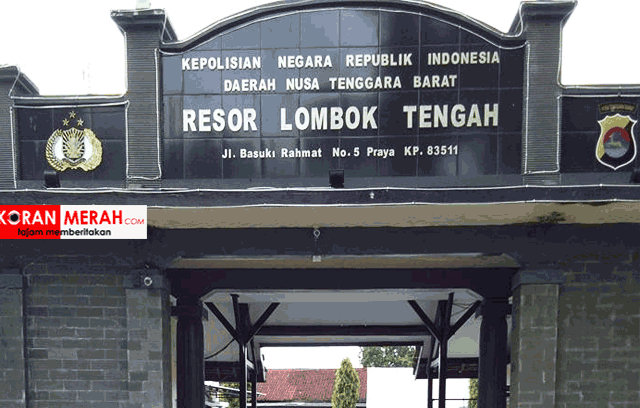 KEPOLISIAN NEGARA REPUBLIK INDONESIA
DAERAH NUSA TENGGARA BARAT
RESOR LOMBOK TENGAH
Jl. Basuki Rahmat No. 5 Praya KP. 83511
KORAN MERAH.COM
tajam memberitakan